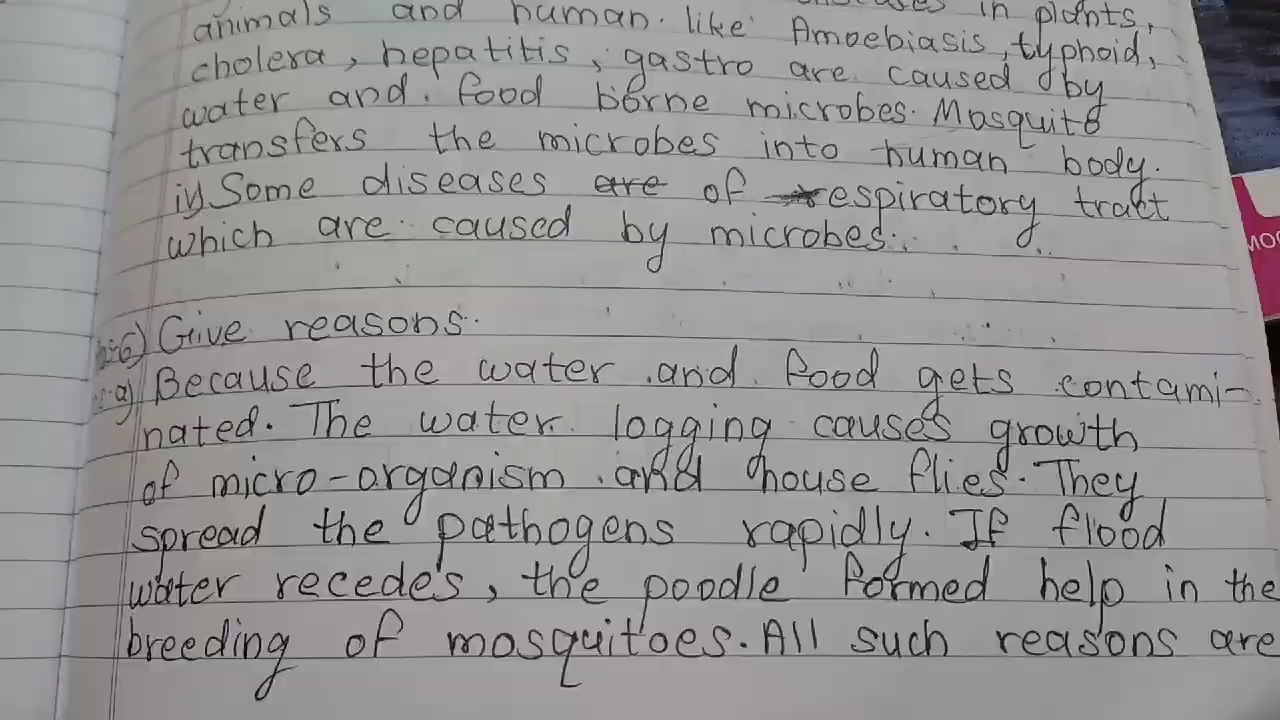 in plants,
animals and human. like Amoebiasis, typhoid,
cholera, hepatitis, gastro are caused by
water and food borne microbes. Mosquito
transfers the microbes into human body.
iv) Some diseases are of respiratory tract
which are caused by microbes.
6) Give reasons.
a) Because the water and food gets contami-
nated. The water logging causes growth
of micro-organism and house flies. They
spread the pathogens rapidly. If flood
water recedes, the poodle formed help in the
breeding of mosquitoes. All such reasons are